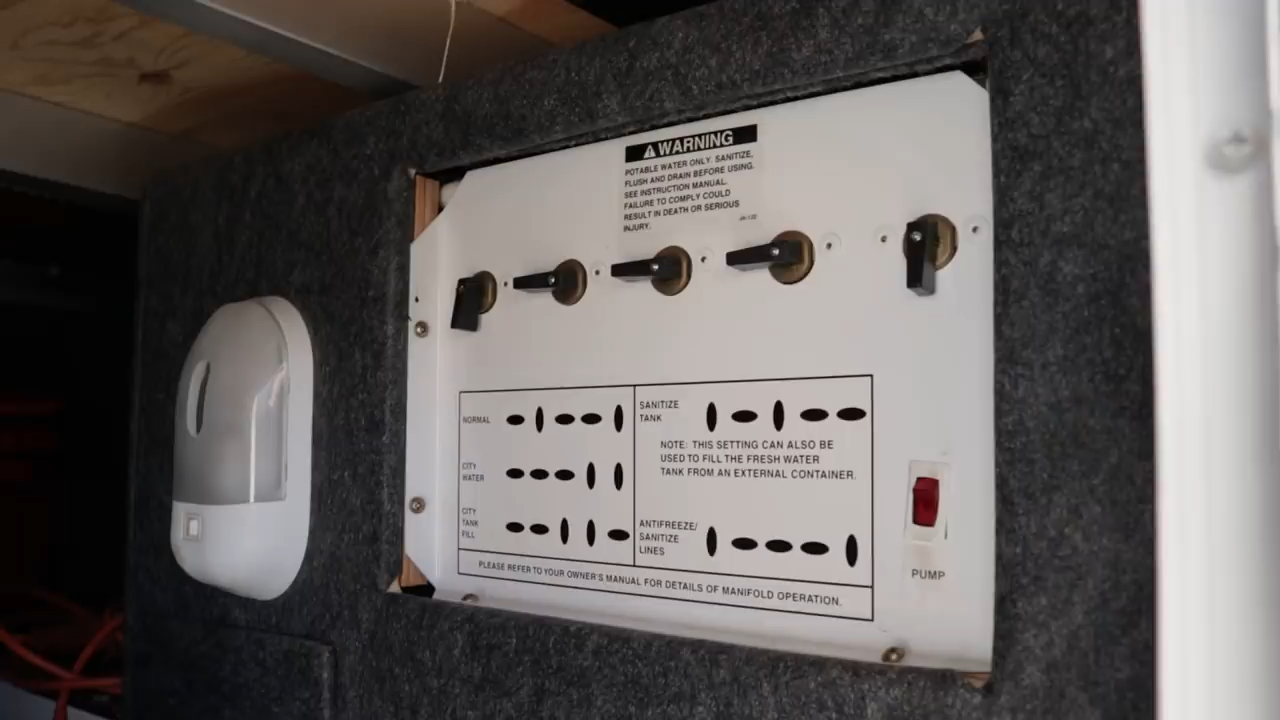 WARNING
POTABLE WATER ONLY. SANITIZE,
FLUSH AND DRAIN BEFORE USING.
SEE INSTRUCTION MANUAL.
FAILURE TO COMPLY COULD
RESULT IN DEATH OR SERIOUS
INJURY.
NORMAL
CITY
WATER
CITY
TANK
FILL
SANITIZE
TANK
NOTE: THIS SETTING CAN ALSO BE
USED TO FILL THE FRESH WATER
TANK FROM AN EXTERNAL CONTAINER.
ANTIFREEZE/
SANITIZE
LINES
PLEASE REFER TO YOUR OWNER'S MANUAL FOR DETAILS OF MANIFOLD OPERATION.
PUMP